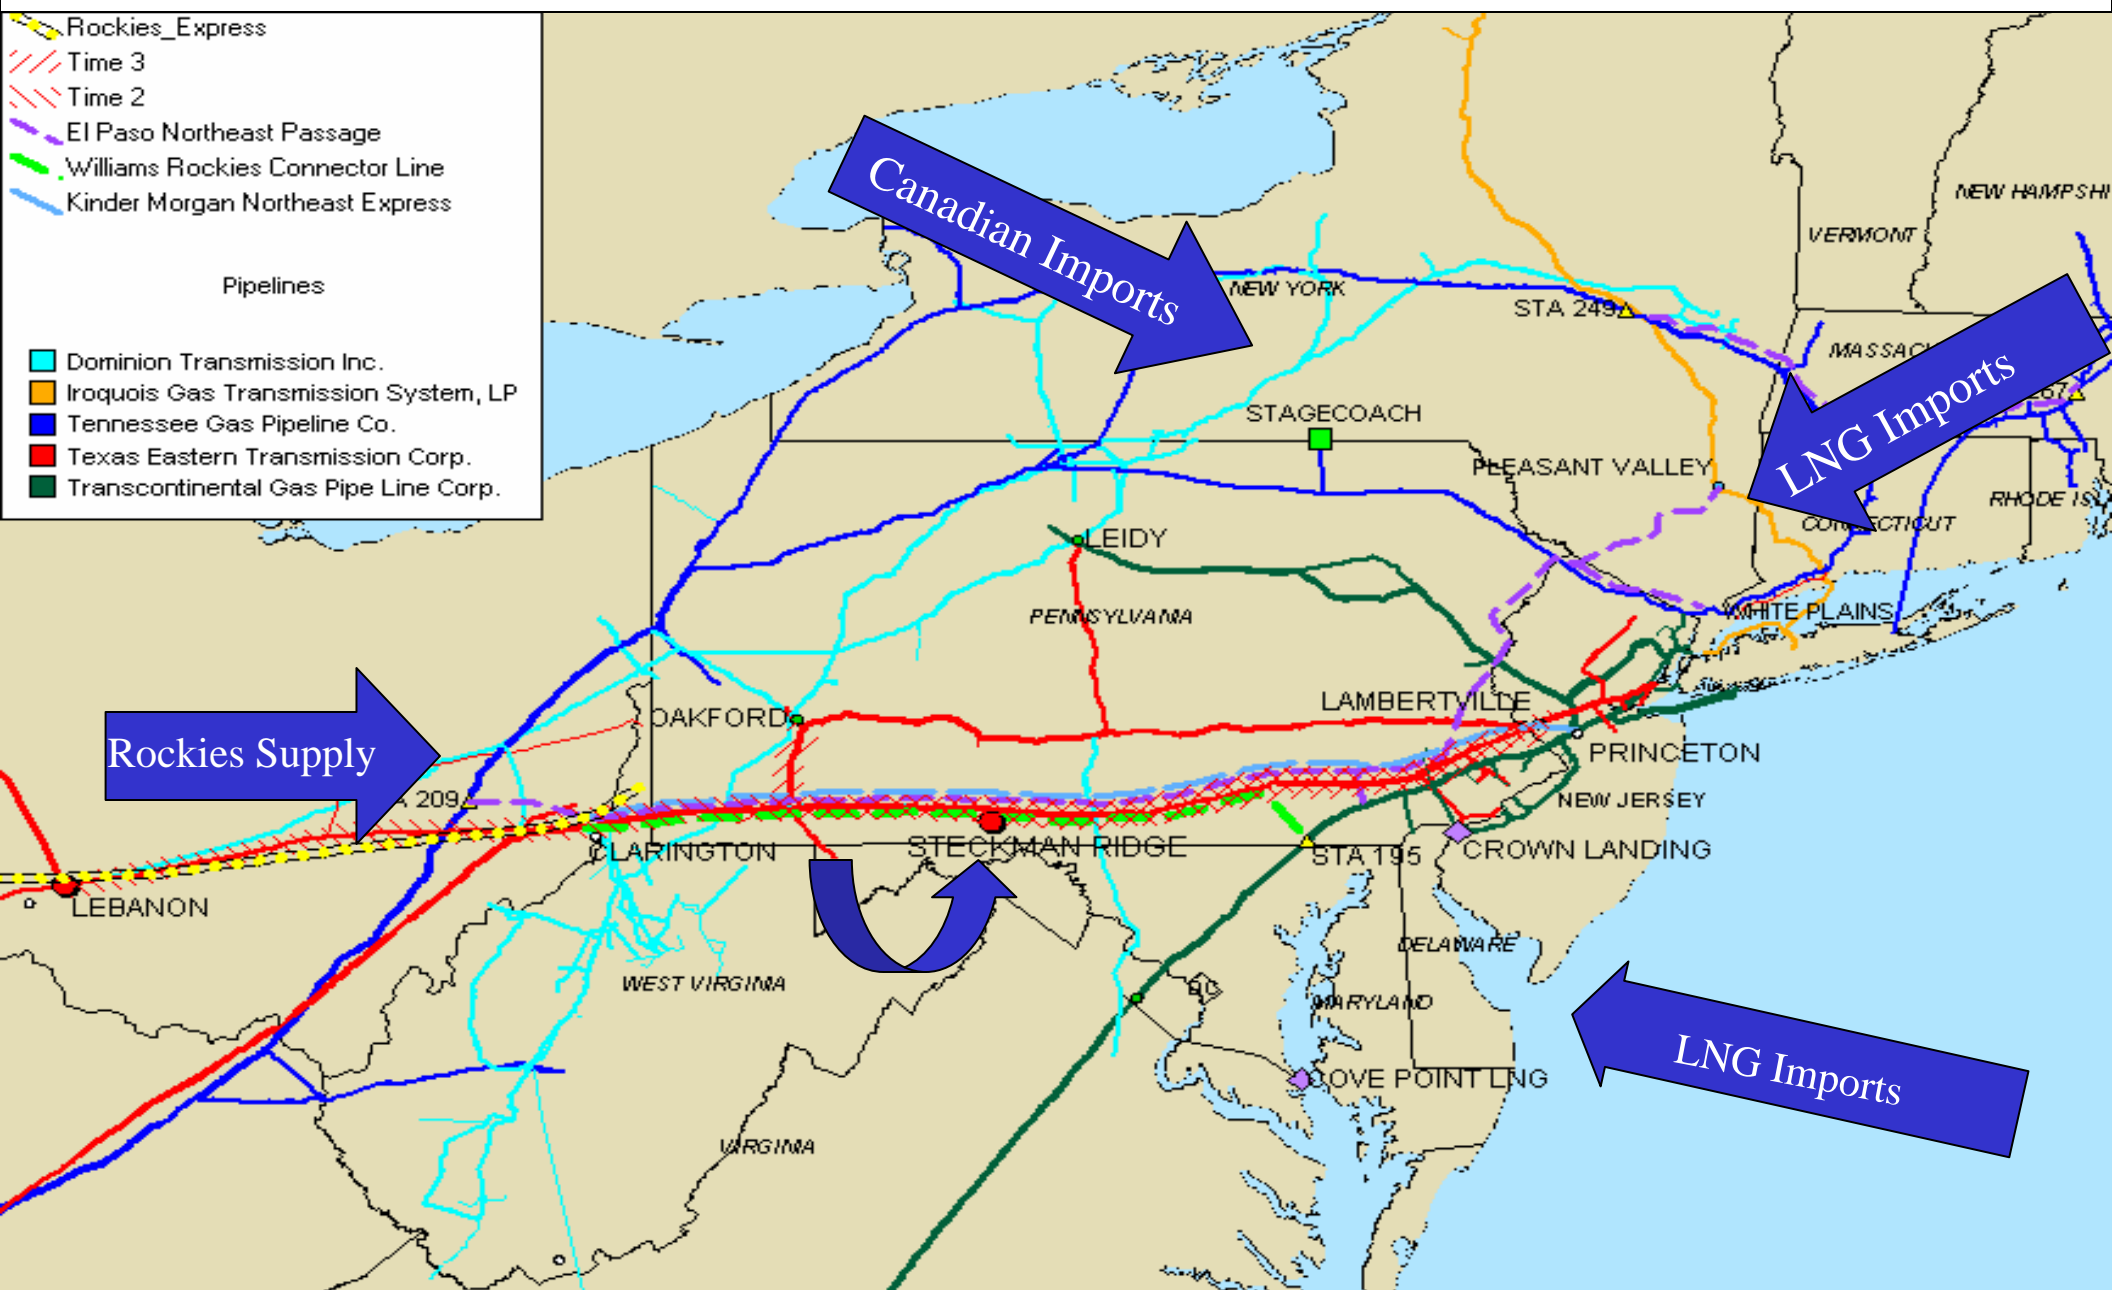 Rockies_Express
Time 3
Time 2
El Paso Northeast Passage
Williams Rockies Connector Line
Kinder Morgan Northeast Express
Pipelines
Dominion Transmission Inc.
Iroquois Gas Transmission System, LP
Tennessee Gas Pipeline Co.
Texas Eastern Transmission Corp.
Transcontinental Gas Pipe Line Corp.
Canadian Imports
NEW HAMPSHI
VERMONT
NEW YORK
STA 249
MASSAC
267
LNG Imports
STAGECOACH
PLEASANT VALLEY
RHODE IS
CONNECTICUT
LEIDY
PENNSYLVANIA
WHITE PLAINS
LAMBERTVILLE
OAKFORD
Rockies Supply
PRINCETON
A 209
NEW JERSEY
CLARINGTON
STECKMAN RIDGE
STA 195
CROWN LANDING
LEBANON
DELAWARE
WEST VIRGINIA
DC
MARYLAND
LNG Imports
COVE POINT LNG
VIRGINIA